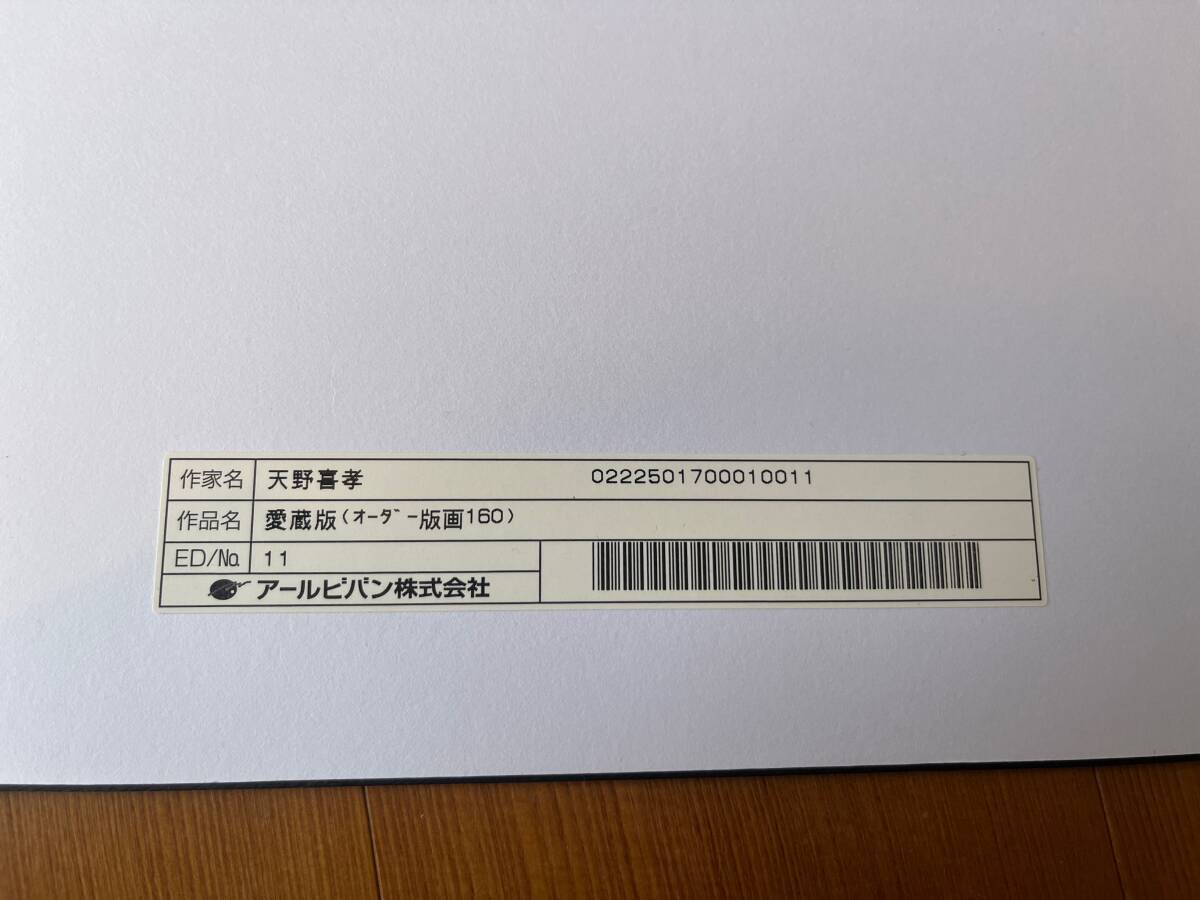 作家名 天野喜孝 0222501700010011
作品名 愛蔵版(オーダー版画160)
ED/No. 11
アールビバン株式会社